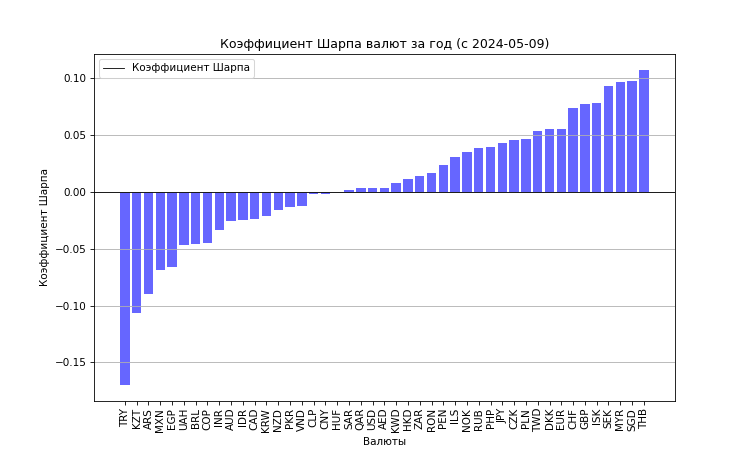 Коэффициент Шарпа валют за год (с 2024-05-09)
Коэффициент Шарпа
0.10
0.05
0.00
−0.05
−0.10
−0.15
Коэффициент Шарпа
TRY KZT ARS MXN EGP UAH BRL COP INR AUD IDR CAD KRW NZD PKR VND CLP CNY HUF SAR QAR USD AED KWD HKD ZAR RON PEN ILS NOK RUB PHP JPY CZK PLN TWD DKK EUR CHF GBP ISK SEK MYR SGD THB
Валюты